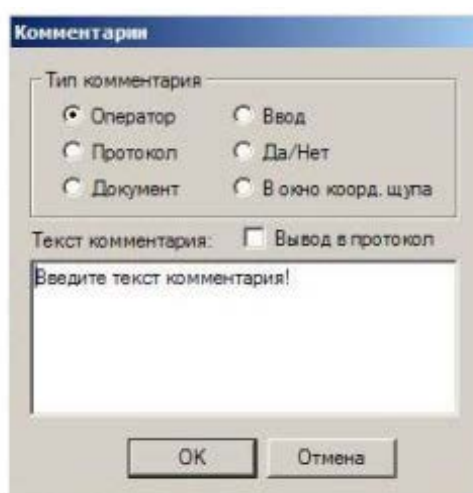 Комментарии
Тип комментария
Оператор Ввод
Протокол Да/Нет
Документ В окно коорд. щупа
Текст комментария: Вывод в протокол
Введите текст комментария!
OK Отмена